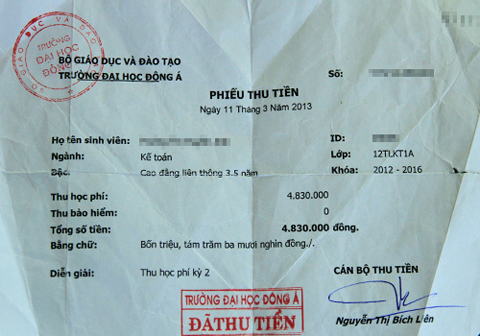 BỘ GIÁO DỤC VÀ ĐÀO TẠO
TRƯỜNG ĐẠI HỌC ĐÔNG Á
TRƯỜNG
ĐẠI HỌC
ĐÔNG
Số:
PHIẾU THU TIỀN
Ngày 11 Tháng 3 Năm 2013
Họ tên sinh viên: ID:
Ngành: Kế toán Lớp: 12TLKT1A
Bậc: Cao đẳng liên thông 3.5 năm Khóa: 2012 - 2016
Thu học phí: 4.830.000
Thu bảo hiểm: 0
Tổng số tiền: 4.830.000 đồng.
Bằng chữ: Bốn triệu, tám trăm ba mươi nghìn đồng./.
Diễn giải: Thu học phí kỳ 2 CÁN BỘ THU TIỀN
TRƯỜNG ĐẠI HỌC ĐÔNG Á
ĐÃ THU TIỀN
Nguyễn Thị Bích Liên